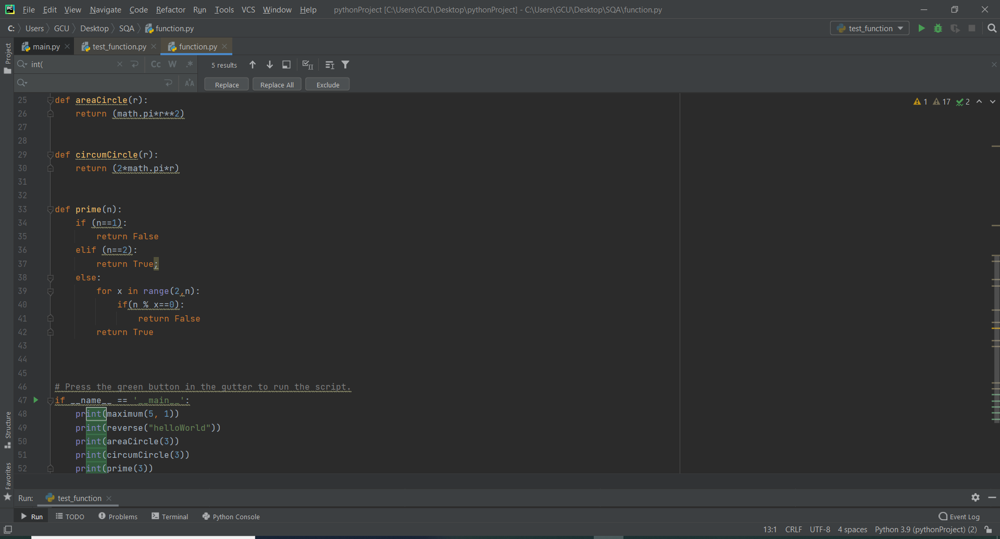 PC File Edit View Navigate Code Refactor Run Tools VCS Window Help pythonProject [C:\Users\GCU\Desktop\pythonProject] - C:\Users\GCU\Desktop\SQA\function.py
C: Users GCU Desktop SQA function.py test_function
Project
main.py test_function.py function.py
int( Cc W .* 5 results
Replace Replace All Exclude
1 17 2
25 def areaCircle(r):
26     return (math.pi*r**2)
27
28
29 def circumCircle(r):
30     return (2*math.pi*r)
31
32
33 def prime(n):
34     if (n==1):
35         return False
36     elif (n==2):
37         return True;
38     else:
39         for x in range(2,n):
40             if(n % x==0):
41                 return False
42         return True
43
44
45
46 # Press the green button in the gutter to run the script.
47 if __name__ == '__main__':
48     print(maximum(5, 1))
49     print(reverse("helloWorld"))
50     print(areaCircle(3))
51     print(circumCircle(3))
52     print(prime(3))
Structure
Favorites
Run: test_function
Run TODO Problems Terminal Python Console Event Log
13:1 CRLF UTF-8 4 spaces Python 3.9 (pythonProject) (2)